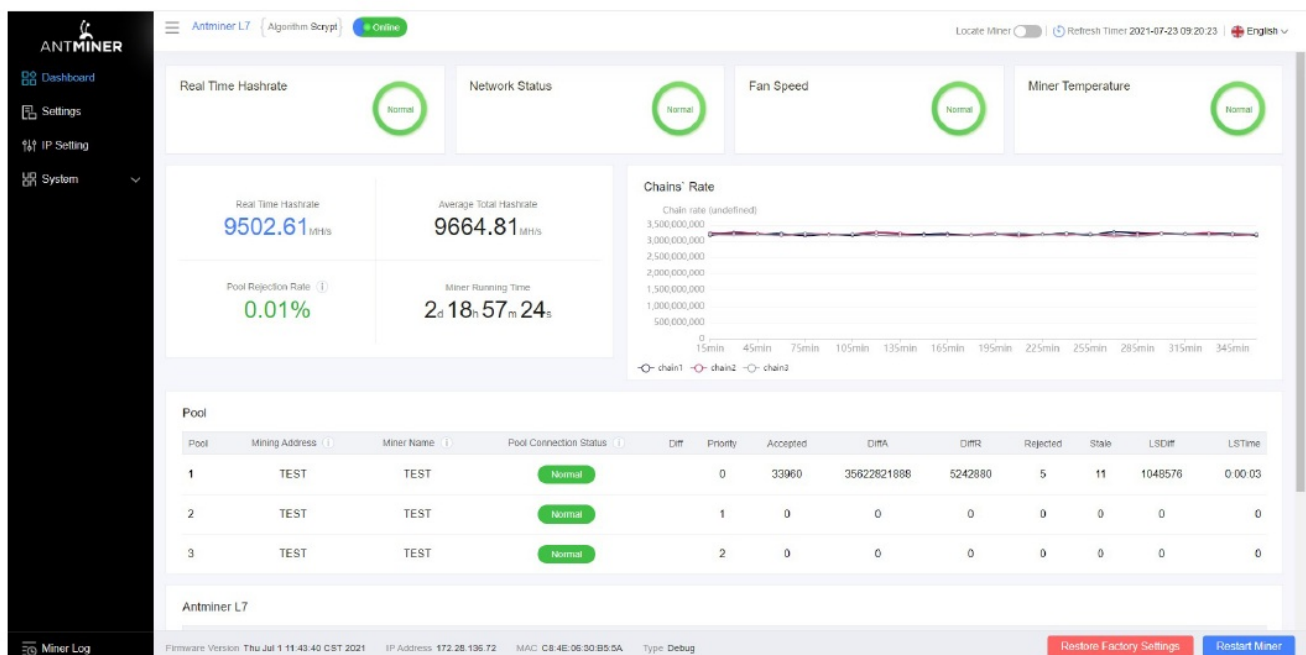 ANTMINER
Antminer L7 {Algorithm Scrypt} Online
Locate Miner Refresh Timer 2021-07-23 09:20:23 English
Dashboard
Settings
IP Setting
System
Miner Log
Real Time Hashrate Normal
Network Status Normal
Fan Speed Normal
Miner Temperature Normal
Real Time Hashrate
9502.61 MH/s
Average Total Hashrate
9664.81 MH/s
Pool Rejection Rate i
0.01%
Miner Running Time
2d 18h 57m 24s
Chains` Rate
Chain rate (undefined)
3,500,000,000
3,000,000,000
2,500,000,000
2,000,000,000
1,500,000,000
1,000,000,000
500,000,000
0
15min 45min 75min 105min 135min 165min 195min 225min 255min 285min 315min 345min
chain1 chain2 chain3
Pool
Pool Mining Address i Miner Name i Pool Connection Status i Diff Priority Accepted DiffA DiffR Rejected Stale LSDiff LSTime
1 TEST TEST Normal 0 33960 35622821888 5242880 5 11 1048576 0:00:03
2 TEST TEST Normal 1 0 0 0 0 0 0 0
3 TEST TEST Normal 2 0 0 0 0 0 0 0
Antminer L7
Firmware Version Thu Jul 1 11:43:40 CST 2021 IP Address 172.28.136.72 MAC C8:4E:06:30:B5:5A Type Debug
Restore Factory Settings Restart Miner